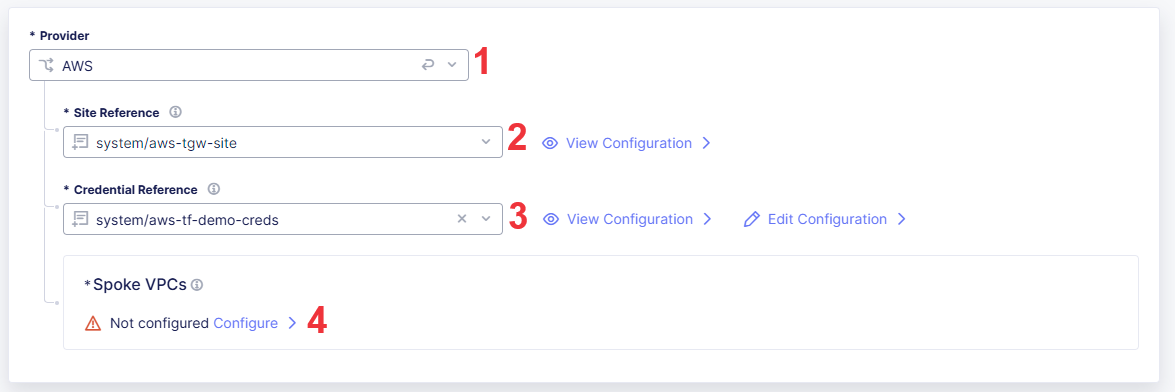 * Provider
AWS 1
* Site Reference
system/aws-tgw-site 2 View Configuration
* Credential Reference
system/aws-tf-demo-creds 3 View Configuration Edit Configuration
* Spoke VPCs
Not configured Configure 4